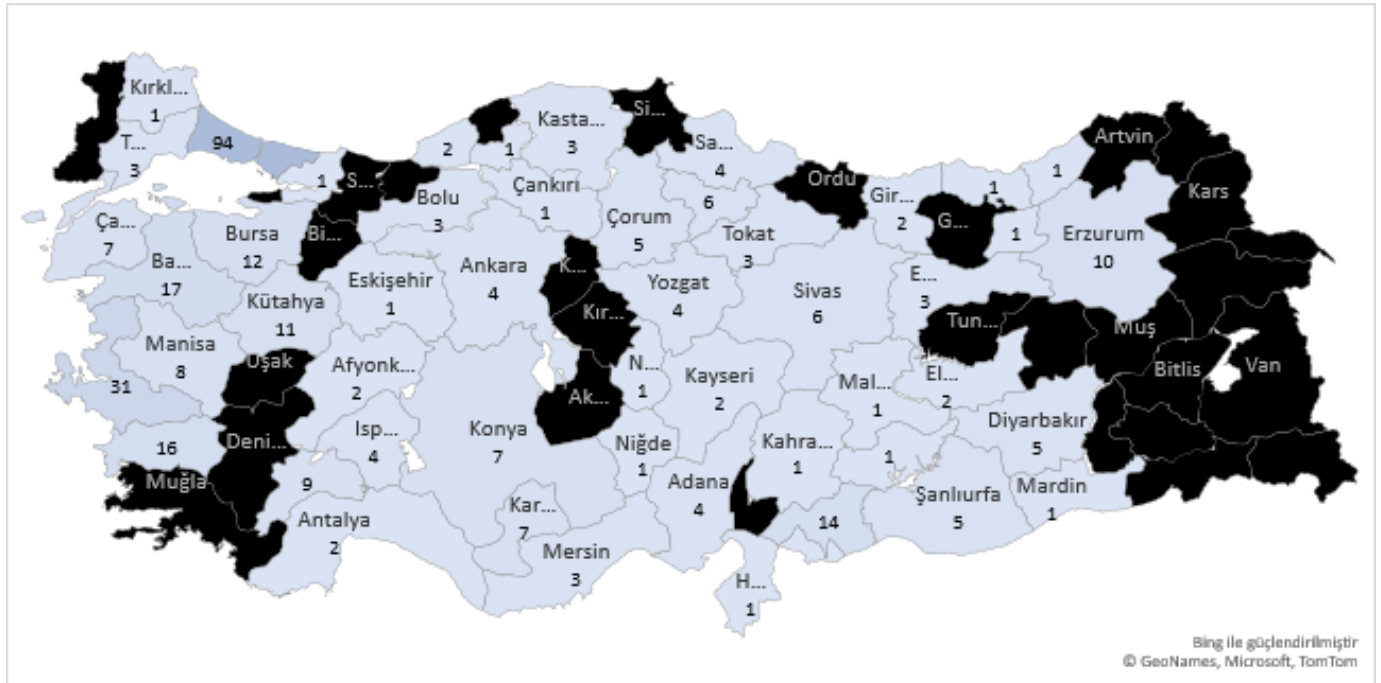 Kırkl...
1
T...
3
94
1
S...
2
1
Kasta...
3
Si...
Sa...
4
6
Ordu
Gir...
2
G...
1
1
1
Artvin
Kars
Erzurum
10
Ça...
7
Ba...
17
Bursa
12
Bi...
Bolu
3
Çankırı
1
Çorum
5
Tokat
3
Eskişehir
1
Ankara
4
K...
Kır...
Yozgat
4
Sivas
6
E...
3
Tun...
Muş
Bitlis
Van
Kütahya
11
Manisa
8
Uşak
31
Afyonk...
2
Isp...
4
Konya
7
Ak...
N...
1
Kayseri
2
Mal...
1
El...
2
Diyarbakır
5
16
Deni...
Muğla
9
Antalya
2
Kar...
7
Mersin
3
Niğde
1
Adana
4
Kahra...
1
1
14
Şanlıurfa
5
Mardin
1
H...
1
Bing ile güçlendirilmiştir
© GeoNames, Microsoft, TomTom